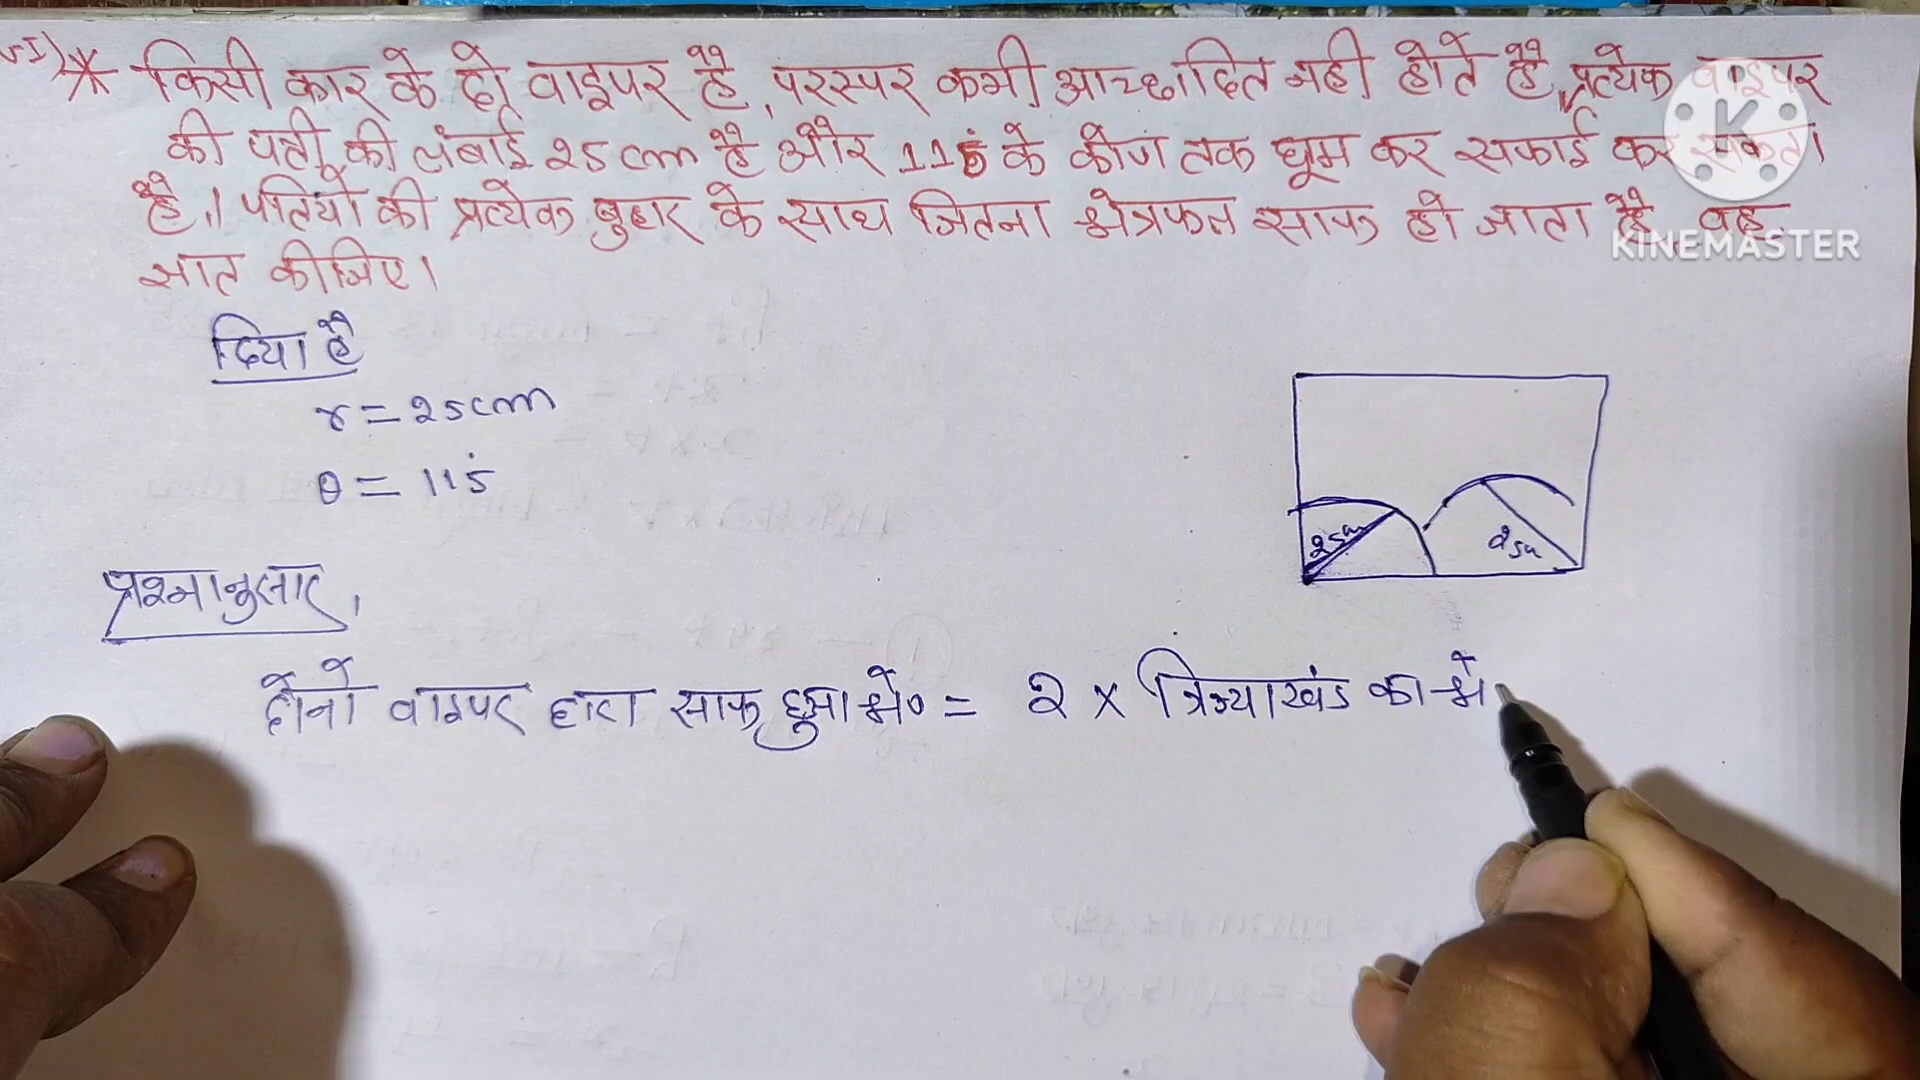 VI) * किसी कार के दो वाइपर है, परस्पर कभी आच्छादित नही होते है, प्रत्येक वाइपर
की पत्ती की लंबाई 25 cm है और 115° के कोण तक घूम कर सफाई कर सकता
है। पत्तियों की प्रत्येक बुहार के साथ जितना क्षेत्रफल साफ हो जाता है, वह
ज्ञात कीजिए।
K
KINEMASTER
दिया है
r = 25cm
θ = 115°
25cm
25cm
प्रश्नानुसार,
दोनो वाइपर द्वारा साफ हुआ क्षे० = 2 × त्रिज्याखंड का क्षे